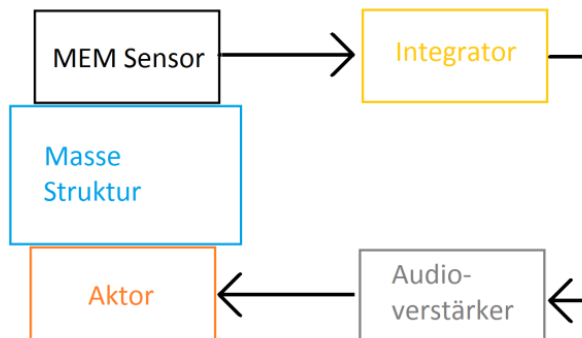 MEM Sensor
Integrator
Masse
Struktur
Aktor
Audio-
verstärker